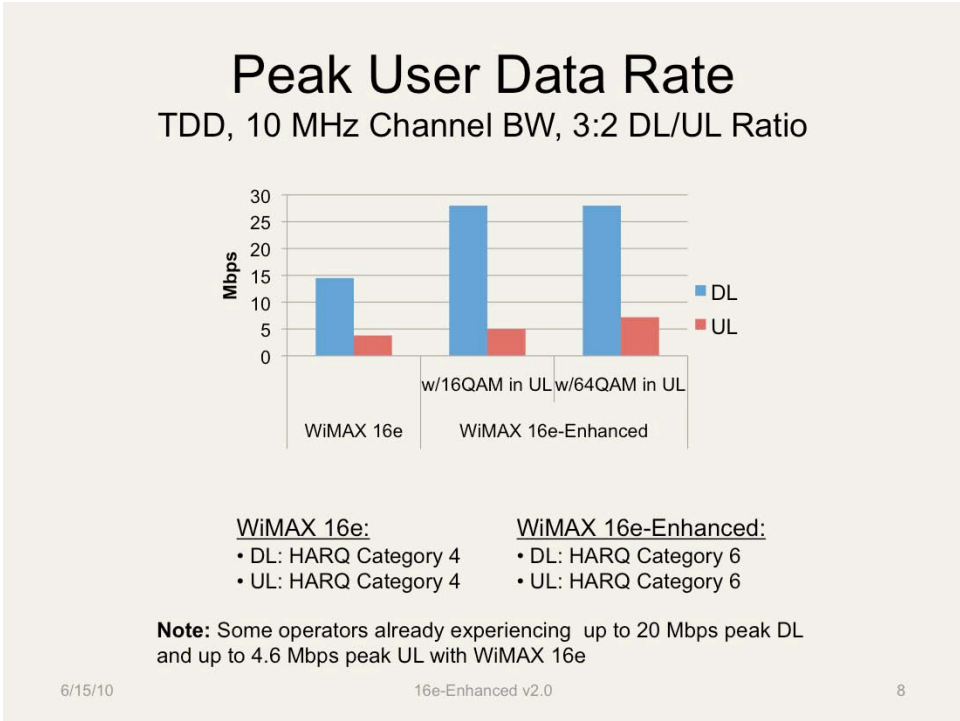 Peak User Data Rate
TDD, 10 MHz Channel BW, 3:2 DL/UL Ratio
30
25
20
15
10
5
0
Mbps
DL
UL
w/16QAM in UL w/64QAM in UL
WiMAX 16e WiMAX 16e-Enhanced
WiMAX 16e:
• DL: HARQ Category 4
• UL: HARQ Category 4
WiMAX 16e-Enhanced:
• DL: HARQ Category 6
• UL: HARQ Category 6
Note: Some operators already experiencing up to 20 Mbps peak DL
and up to 4.6 Mbps peak UL with WiMAX 16e
6/15/10 16e-Enhanced v2.0 8